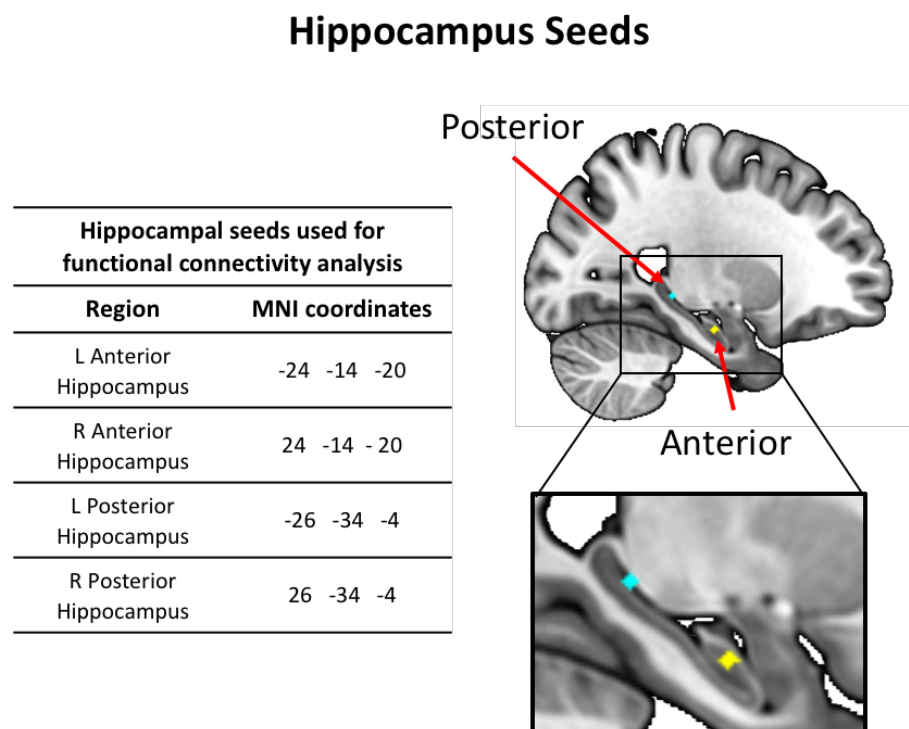 Hippocampus Seeds
Posterior
Hippocampal seeds used for
functional connectivity analysis
Region MNI coordinates
L Anterior
Hippocampus
-24 -14 -20
R Anterior
Hippocampus
24 -14 - 20
L Posterior
Hippocampus
-26 -34 -4
R Posterior
Hippocampus
26 -34 -4
Anterior